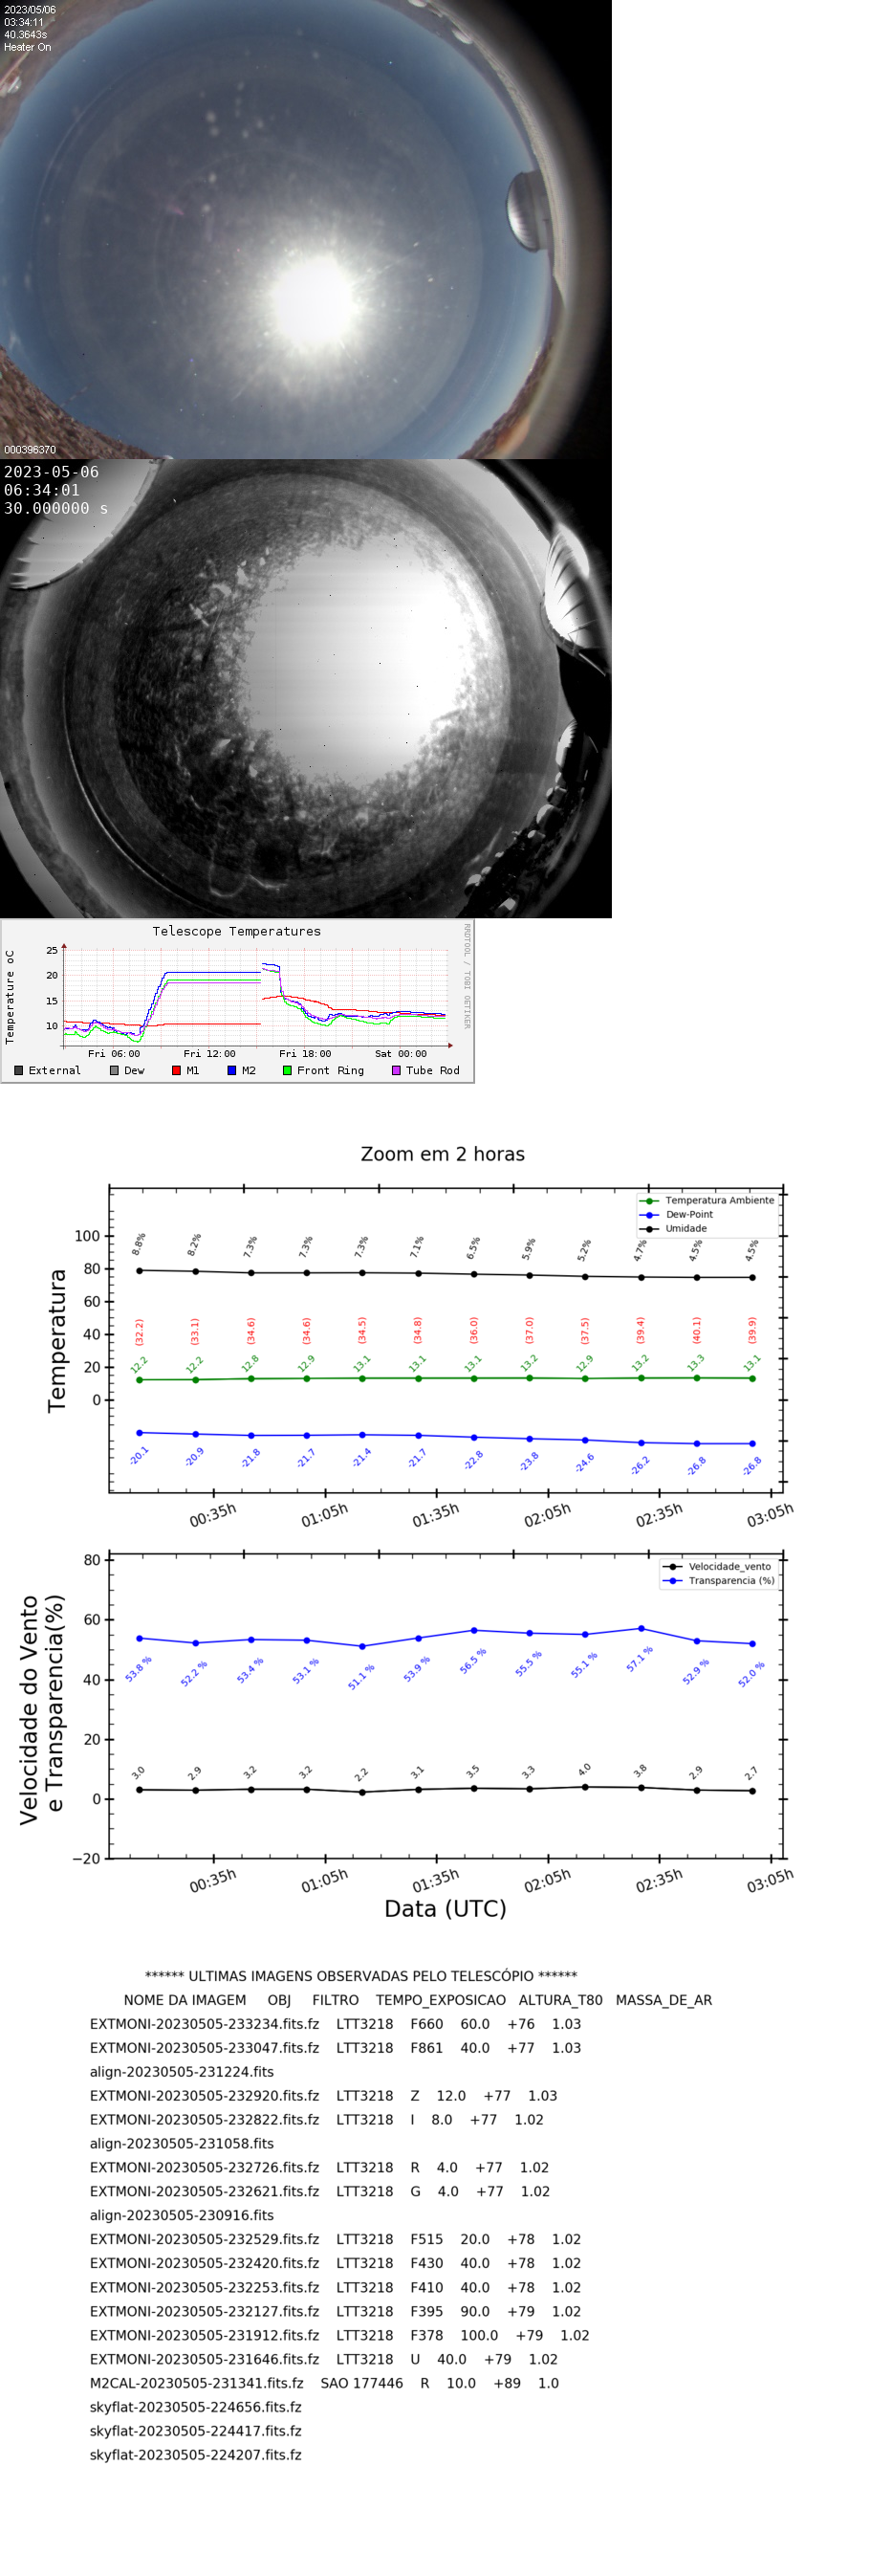 2023/05/06
03:34:11
40.3643s
Heater On
000396370
2023-05-06
06:34:01
30.000000 s
Telescope Temperatures
RRDTOOL / TOBI OETIKER
Temperature oC
25
20
15
10
Fri 06:00 Fri 12:00 Fri 18:00 Sat 00:00
External Dew M1 M2 Front Ring Tube Rod
Zoom em 2 horas
Temperatura Ambiente
Dew-Point
Umidade
Temperatura
100
80
60
40
20
0
8.8% 8.2% 7.3% 7.3% 7.3% 7.1% 6.5% 5.9% 5.2% 4.7% 4.5% 4.5%
(32.2) (33.1) (34.6) (34.6) (34.5) (34.8) (36.0) (37.0) (37.5) (39.4) (40.1) (39.9)
12.2 12.2 12.8 12.9 13.1 13.1 13.1 13.2 12.9 13.2 13.3 13.1
-20.1 -20.9 -21.8 -21.7 -21.4 -21.7 -22.8 -23.8 -24.6 -26.2 -26.8 -26.8
00:35h 01:05h 01:35h 02:05h 02:35h 03:05h
Velocidade_vento
Transparencia (%)
Velocidade do Vento
e Transparencia(%)
80
60
40
20
0
−20
53.8 % 52.2 % 53.4 % 53.1 % 51.1 % 53.9 % 56.5 % 55.5 % 55.1 % 57.1 % 52.9 % 52.0 %
3.0 2.9 3.2 3.2 2.2 3.1 3.5 3.3 4.0 3.8 2.9 2.7
00:35h 01:05h 01:35h 02:05h 02:35h 03:05h
Data (UTC)
****** ULTIMAS IMAGENS OBSERVADAS PELO TELESCÓPIO ******
NOME DA IMAGEM OBJ FILTRO TEMPO_EXPOSICAO ALTURA_T80 MASSA_DE_AR
EXTMONI-20230505-233234.fits.fz LTT3218 F660 60.0 +76 1.03
EXTMONI-20230505-233047.fits.fz LTT3218 F861 40.0 +77 1.03
align-20230505-231224.fits
EXTMONI-20230505-232920.fits.fz LTT3218 Z 12.0 +77 1.03
EXTMONI-20230505-232822.fits.fz LTT3218 I 8.0 +77 1.02
align-20230505-231058.fits
EXTMONI-20230505-232726.fits.fz LTT3218 R 4.0 +77 1.02
EXTMONI-20230505-232621.fits.fz LTT3218 G 4.0 +77 1.02
align-20230505-230916.fits
EXTMONI-20230505-232529.fits.fz LTT3218 F515 20.0 +78 1.02
EXTMONI-20230505-232420.fits.fz LTT3218 F430 40.0 +78 1.02
EXTMONI-20230505-232253.fits.fz LTT3218 F410 40.0 +78 1.02
EXTMONI-20230505-232127.fits.fz LTT3218 F395 90.0 +79 1.02
EXTMONI-20230505-231912.fits.fz LTT3218 F378 100.0 +79 1.02
EXTMONI-20230505-231646.fits.fz LTT3218 U 40.0 +79 1.02
M2CAL-20230505-231341.fits.fz SAO 177446 R 10.0 +89 1.0
skyflat-20230505-224656.fits.fz
skyflat-20230505-224417.fits.fz
skyflat-20230505-224207.fits.fz